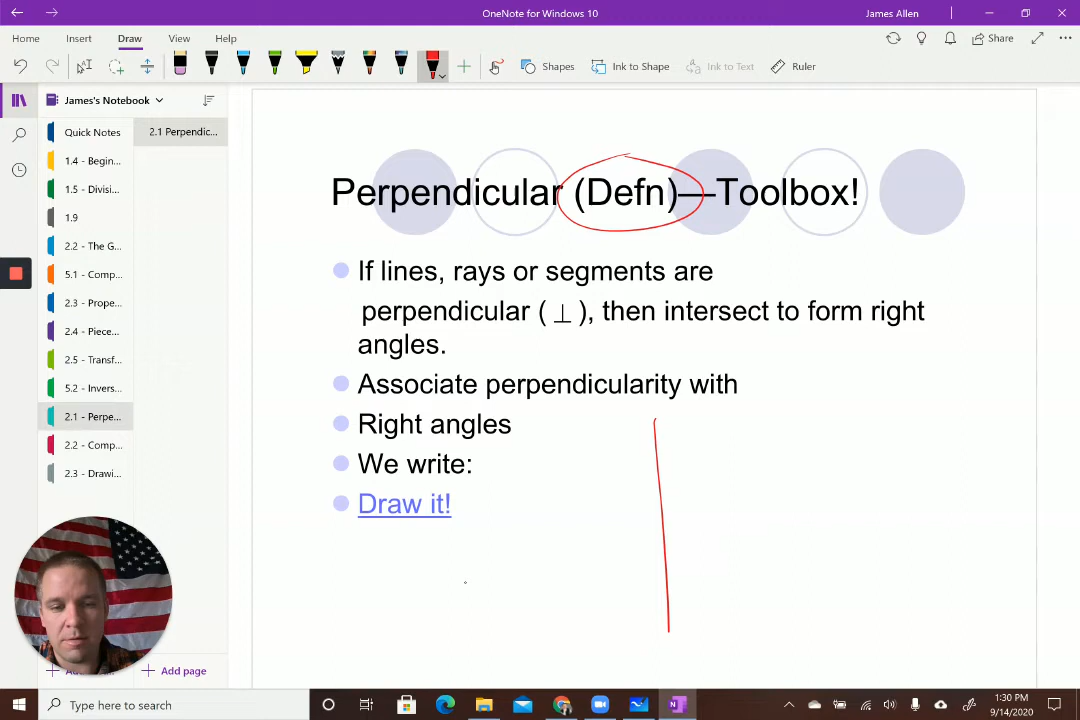 OneNote for Windows 10
James Allen
Home Insert Draw View Help
Share
Shapes Ink to Shape Ink to Text Ruler
James's Notebook
Quick Notes
1.4 - Begin...
1.5 - Divisi...
1.9
2.2 - The G...
5.1 - Comp...
2.3 - Prope...
2.4 - Piece...
2.5 - Transf...
5.2 - Invers...
2.1 - Perpe...
2.2 - Comp...
2.3 - Drawi...
2.1 Perpendic...
Add page
Perpendicular (Defn)—Toolbox!
If lines, rays or segments are
perpendicular ( ⊥ ), then intersect to form right
angles.
Associate perpendicularity with
Right angles
We write:
Draw it!
Type here to search
1:30 PM
9/14/2020